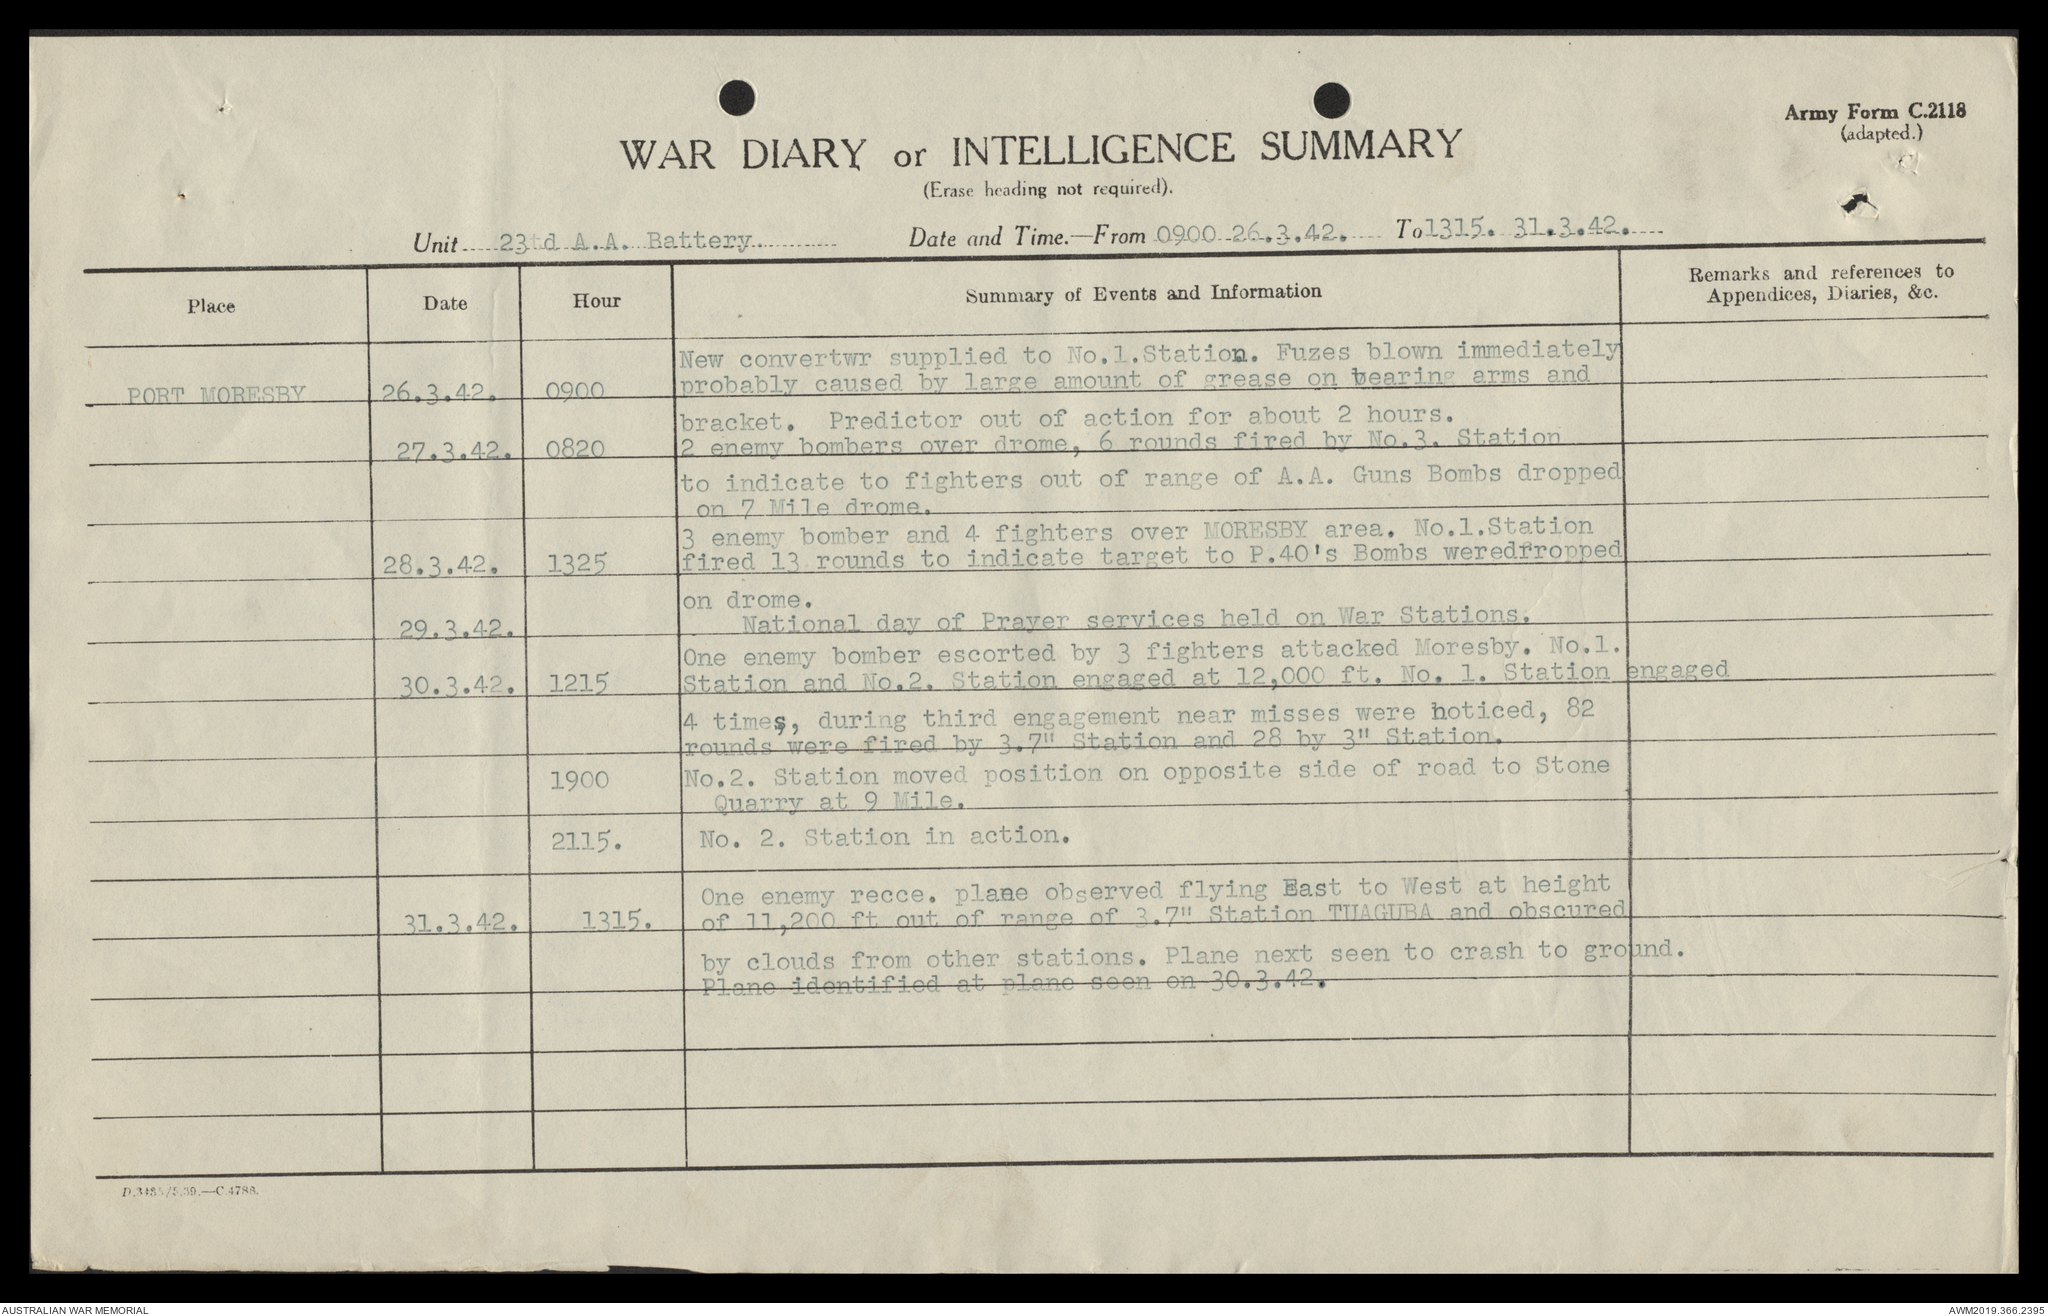 Army Form C.2118
(adapted.)
WAR DIARY or INTELLIGENCE SUMMARY
(Erase heading not required).
Unit 23td A.A. Battery Date and Time.—From 0900 26.3.42. To 1315. 31.3.42.
Place Date Hour Summary of Events and Information Remarks and references to
Appendices, Diaries, &c.
New convertwr supplied to No.1.Station. Fuzes blown immediately
PORT MORESBY 26.3.42. 0900 probably caused by large amount of grease on bearing arms and
bracket. Predictor out of action for about 2 hours.
27.3.42. 0820 2 enemy bombers over drome, 6 rounds fired by No.3. Station
to indicate to fighters out of range of A.A. Guns Bombs dropped
on 7 Mile drome.
3 enemy bomber and 4 fighters over MORESBY area. No.1.Station
28.3.42. 1325 fired 13 rounds to indicate target to P.40's Bombs weredfropped
on drome.
29.3.42. National day of Prayer services held on War Stations.
One enemy bomber escorted by 3 fighters attacked Moresby. No.1.
30.3.42. 1215 Station and No.2. Station engaged at 12,000 ft. No. 1. Station engaged
4 times, during third engagement near misses were noticed, 82
rounds were fired by 3.7" Station and 28 by 3" Station.
1900 No.2. Station moved position on opposite side of road to Stone
Quarry at 9 Mile.
2115. No. 2. Station in action.
One enemy recce. plane observed flying East to West at height
31.3.42. 1315. of 11,200 ft out of range of 3.7" Station TUAGUBA and obscured
by clouds from other stations. Plane next seen to crash to ground.
Plane identified at plane seen on 30.3.42.
D.3485/5.39.—C.4788.
AUSTRALIAN WAR MEMORIAL AWM2019.366.2395